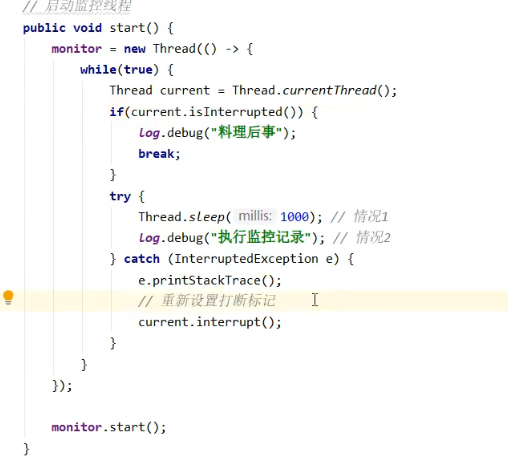 // 启动监控线程
public void start() {
    monitor = new Thread(() -> {
        while(true) {
            Thread current = Thread.currentThread();
            if(current.isInterrupted()) {
                log.debug("料理后事");
                break;
            }
            try {
                Thread.sleep( millis: 1000); // 情况1
                log.debug("执行监控记录"); // 情况2
            } catch (InterruptedException e) {
                e.printStackTrace();
                // 重新设置打断标记
                current.interrupt();
            }
        }
    });
    monitor.start();
}